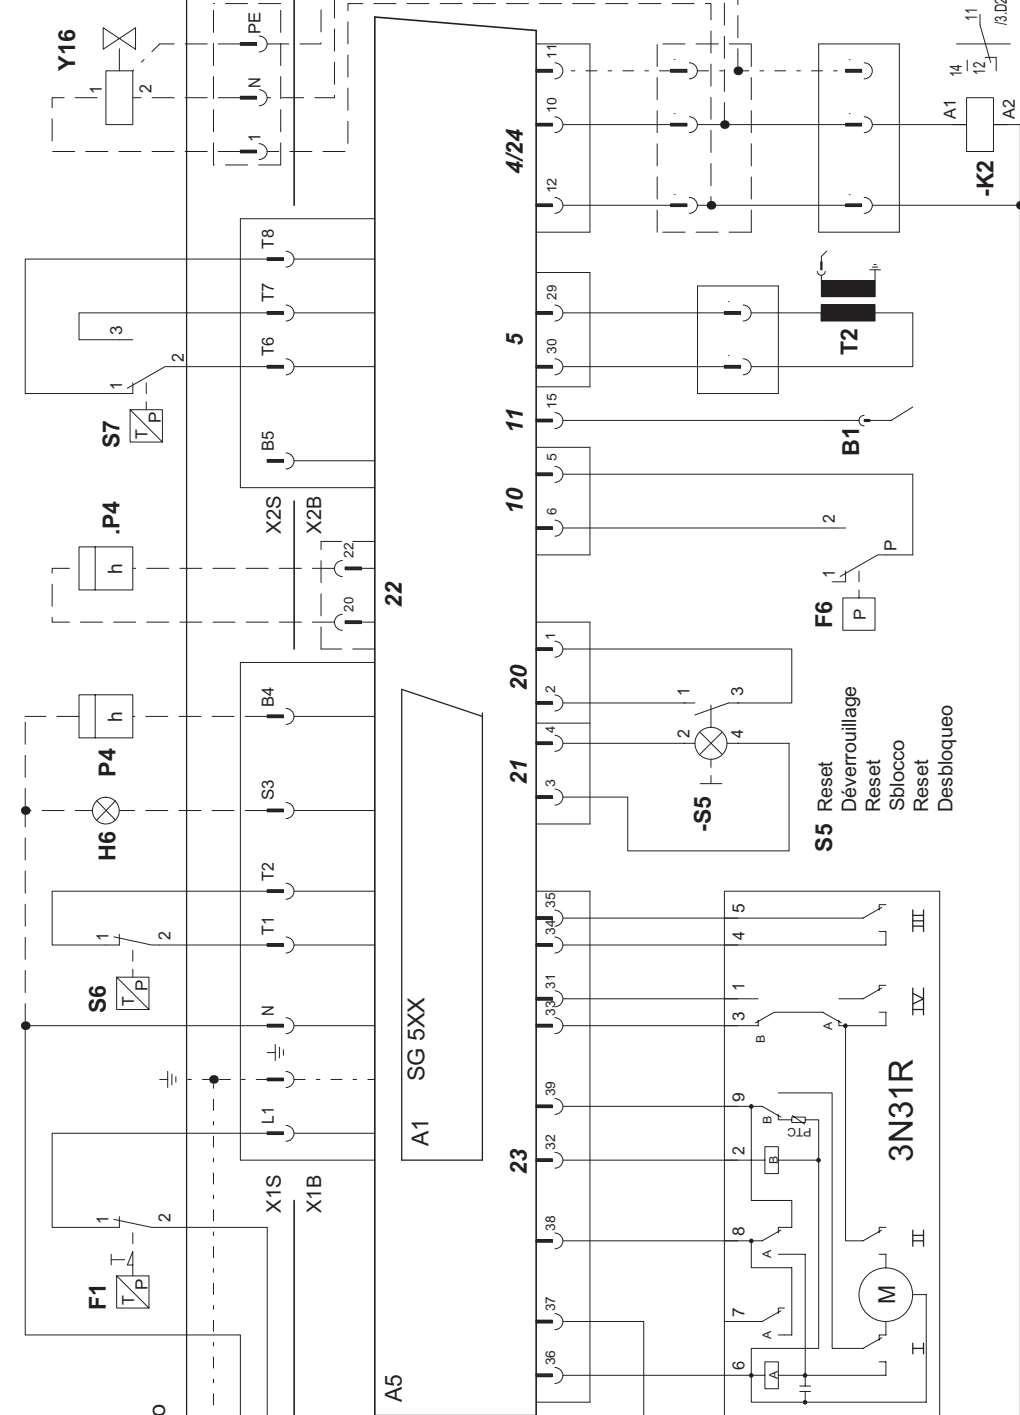 Y16
1
2
PE
N
1
11
10
12
4/24
14
11
12
/3.D2
A1
A2
-K2
T8
T7
T6
B5
3
1
2
T
P
S7
X2S
X2B
29
30
5
15
11
5
6
10
T2
B1
2
1
P
P
F6
.P4
h
22
20
22
P4
h
H6
B4
S3
T2
T1
N
L1
1
2
T
P
S6
1
2
3
4
20
21
1
3
2
4
-S5
S5 Reset
Déverrouillage
Reset
Sblocco
Reset
Desbloqueo
X1S
X1B
1
2
T
P
F1
A1
SG 5XX
A5
35
34
31
33
39
32
38
37
36
23
5
4
1
3
9
2
8
7
6
B
A
B
PTC
B
A
A
A
M
III
IV
II
I
3N31R